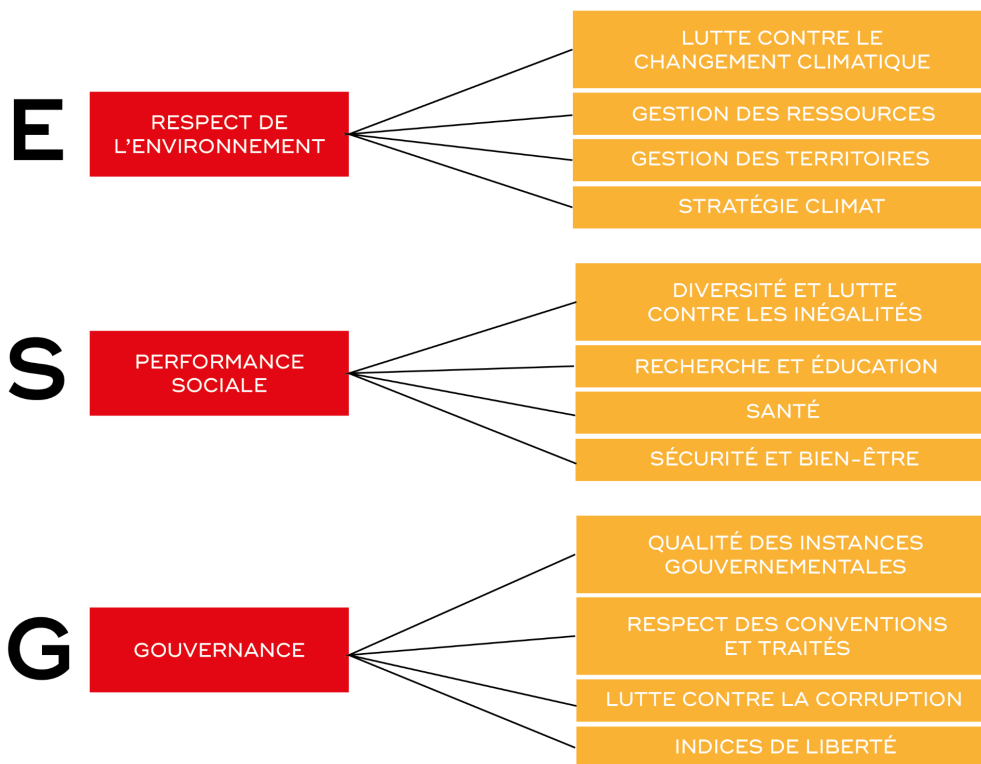 E
RESPECT DE
L'ENVIRONNEMENT
LUTTE CONTRE LE
CHANGEMENT CLIMATIQUE
GESTION DES RESSOURCES
GESTION DES TERRITOIRES
STRATÉGIE CLIMAT
S
PERFORMANCE
SOCIALE
DIVERSITÉ ET LUTTE
CONTRE LES INÉGALITÉS
RECHERCHE ET ÉDUCATION
SANTÉ
SÉCURITÉ ET BIEN-ÊTRE
G
GOUVERNANCE
QUALITÉ DES INSTANCES
GOUVERNEMENTALES
RESPECT DES CONVENTIONS
ET TRAITÉS
LUTTE CONTRE LA CORRUPTION
INDICES DE LIBERTÉ